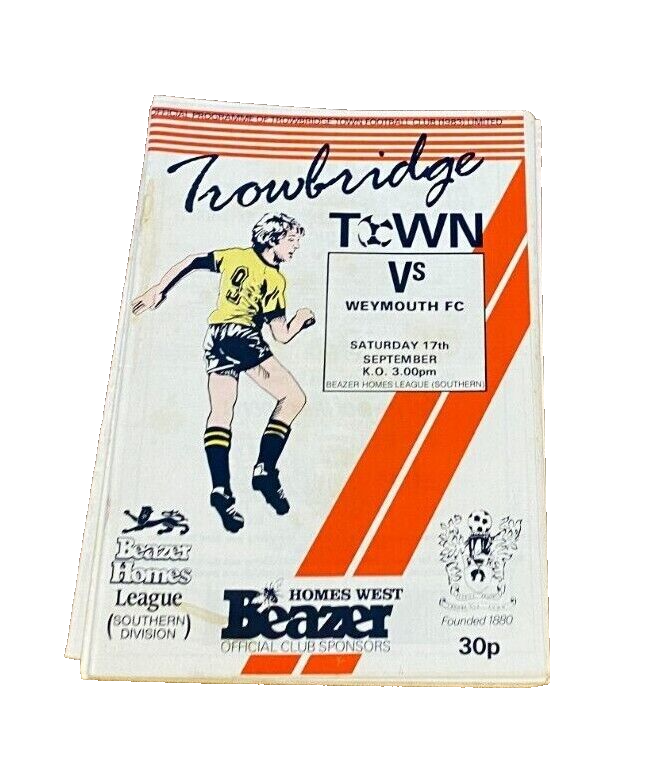 OFFICIAL PROGRAMME OF TROWBRIDGE TOWN FOOTBALL CLUB (1983) LIMITED
Trowbridge
TOWN
Vs
WEYMOUTH FC
SATURDAY 17th
SEPTEMBER
K.O. 3.00pm
BEAZER HOMES LEAGUE (SOUTHERN)
9
Beazer
Homes
League
(SOUTHERN
DIVISION)
HOMES WEST
Beazer
OFFICIAL CLUB SPONSORS
Founded 1880
30p